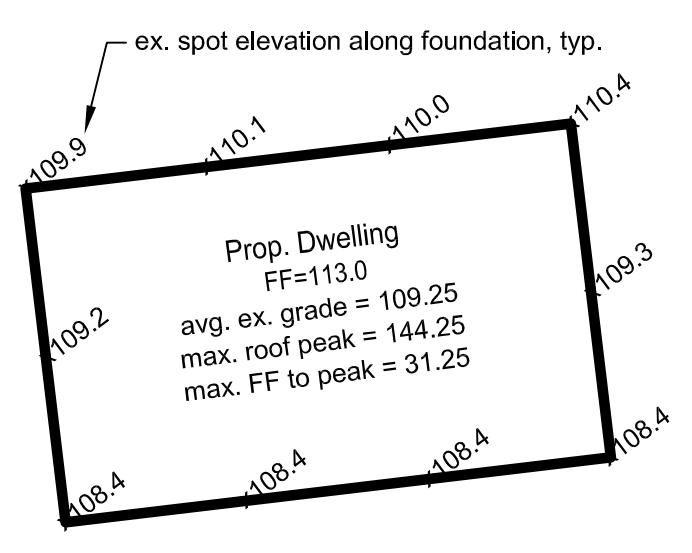 ex. spot elevation along foundation, typ.
109.9
110.1
110.0
110.4
Prop. Dwelling
FF=113.0
avg. ex. grade = 109.25
max. roof peak = 144.25
max. FF to peak = 31.25
109.2
109.3
108.4
108.4
108.4
108.4